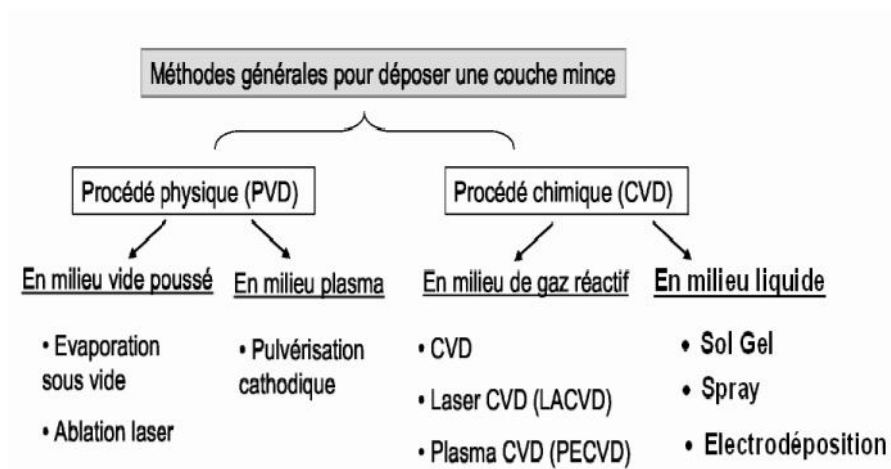 Méthodes générales pour déposer une couche mince
Procédé physique (PVD)
Procédé chimique (CVD)
En milieu vide poussé
• Evaporation
sous vide
• Ablation laser
En milieu plasma
• Pulvérisation
cathodique
En milieu de gaz réactif
• CVD
• Laser CVD (LACVD)
• Plasma CVD (PECVD)
En milieu liquide
• Sol Gel
• Spray
• Electrodéposition